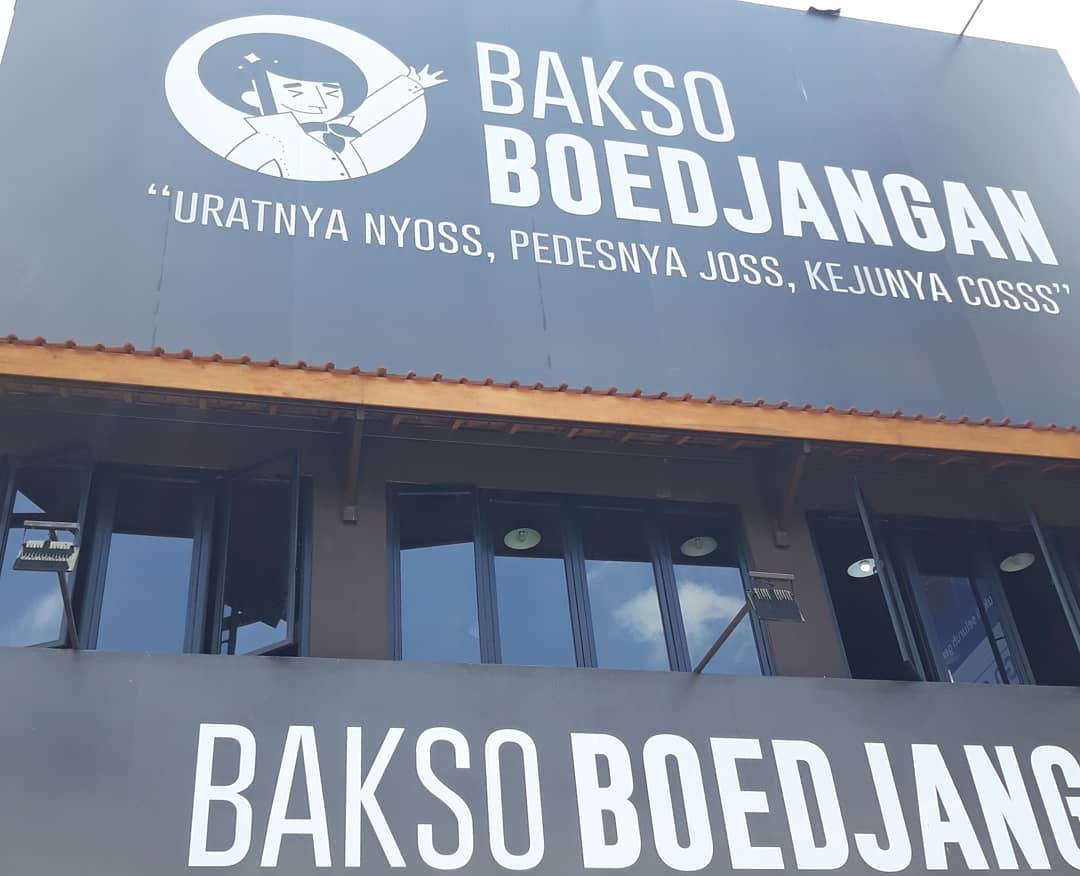 BAKSO
BOEDJANGAN
“URATNYA NYOSS, PEDESNYA JOSS, KEJUNYA COSSS”
BAKSO BOEDJANG